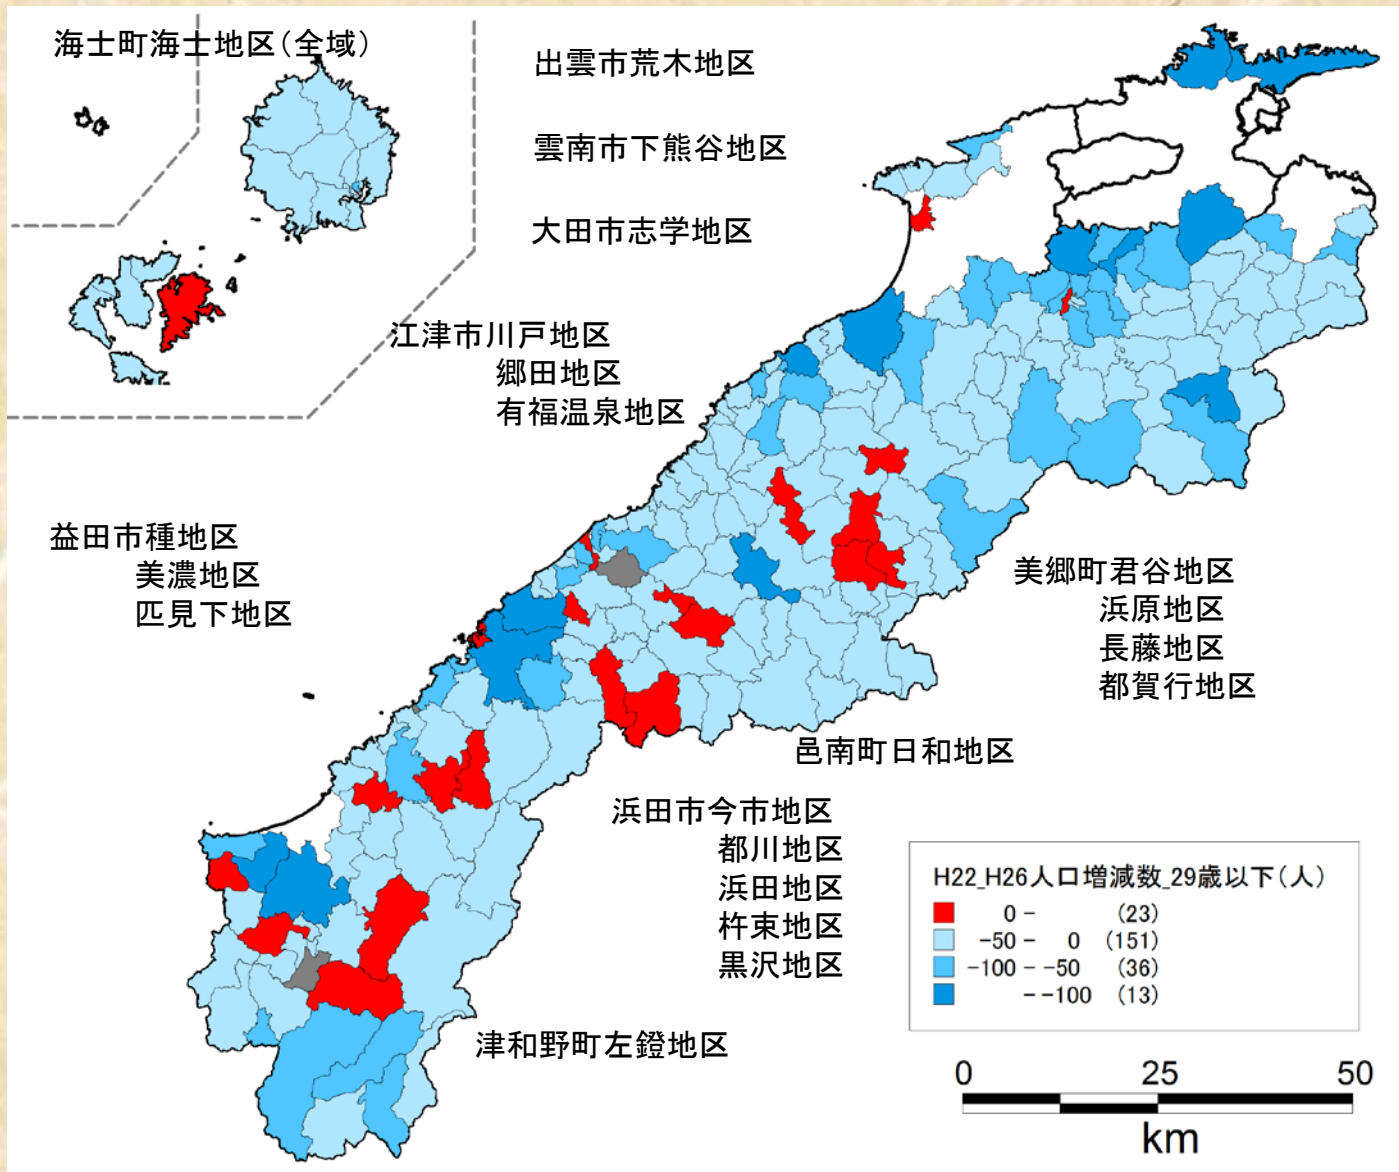 海士町海士地区(全域)
出雲市荒木地区
雲南市下熊谷地区
大田市志学地区
江津市川戸地区
郷田地区
有福温泉地区
益田市種地区
美濃地区
匹見下地区
美郷町君谷地区
浜原地区
長藤地区
都賀行地区
邑南町日和地区
浜田市今市地区
都川地区
浜田地区
杵束地区
黒沢地区
津和野町左鐙地区
H22_H26人口増減数_29歳以下(人)
0 - (23)
-50 - 0 (151)
-100 - -50 (36)
- -100 (13)
0 25 50
km